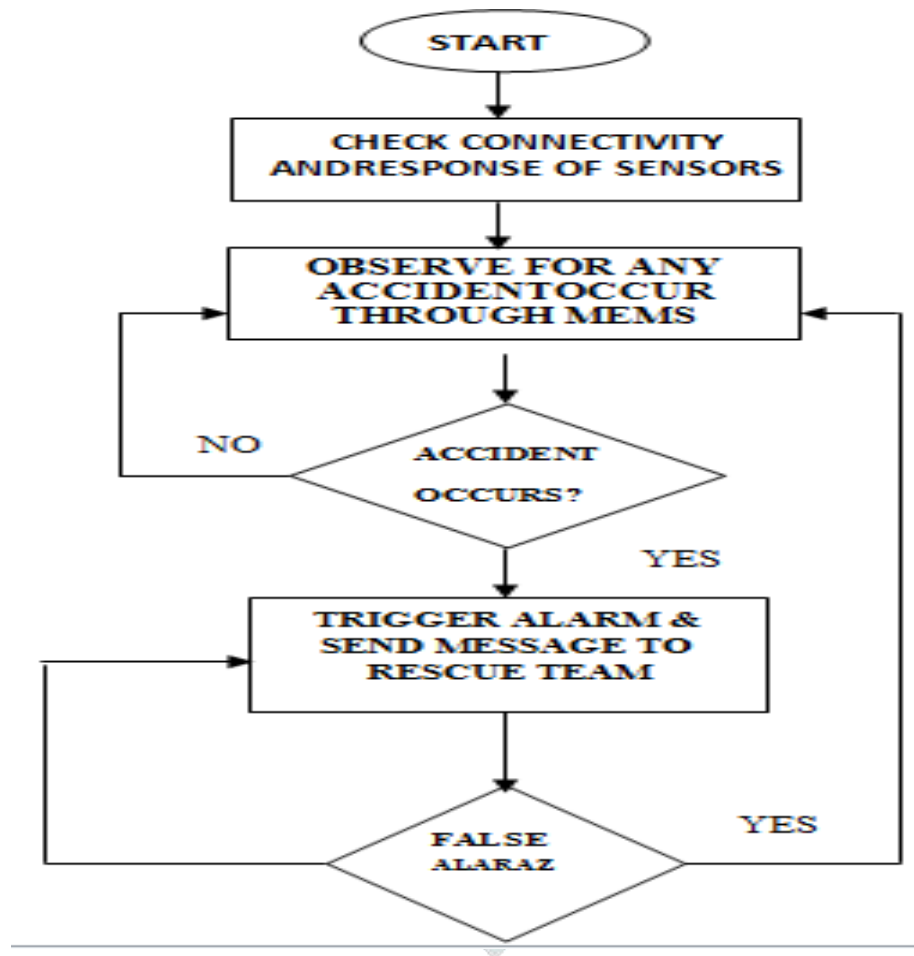 START
CHECK CONNECTIVITY
ANDRESPONSE OF SENSORS
OBSERVE FOR ANY
ACCIDENTOCCUR
THROUGH MEMS
NO
ACCIDENT
OCCURS?
YES
TRIGGER ALARM &
SEND MESSAGE TO
RESCUE TEAM
YES
FALSE
ALARAZ